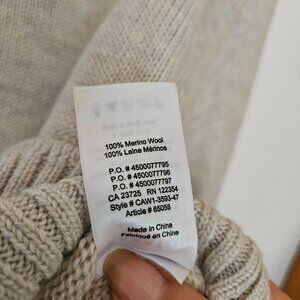 100% Merino Wool
100% Laine Mérinos
P.O. # 4500077795
P.O. # 4500077796
P.O. # 4500077797
CA 23725 RN 122354
Style # CAW1-3593-47
Article # 65058
Made in China
Fabriqué en Chine